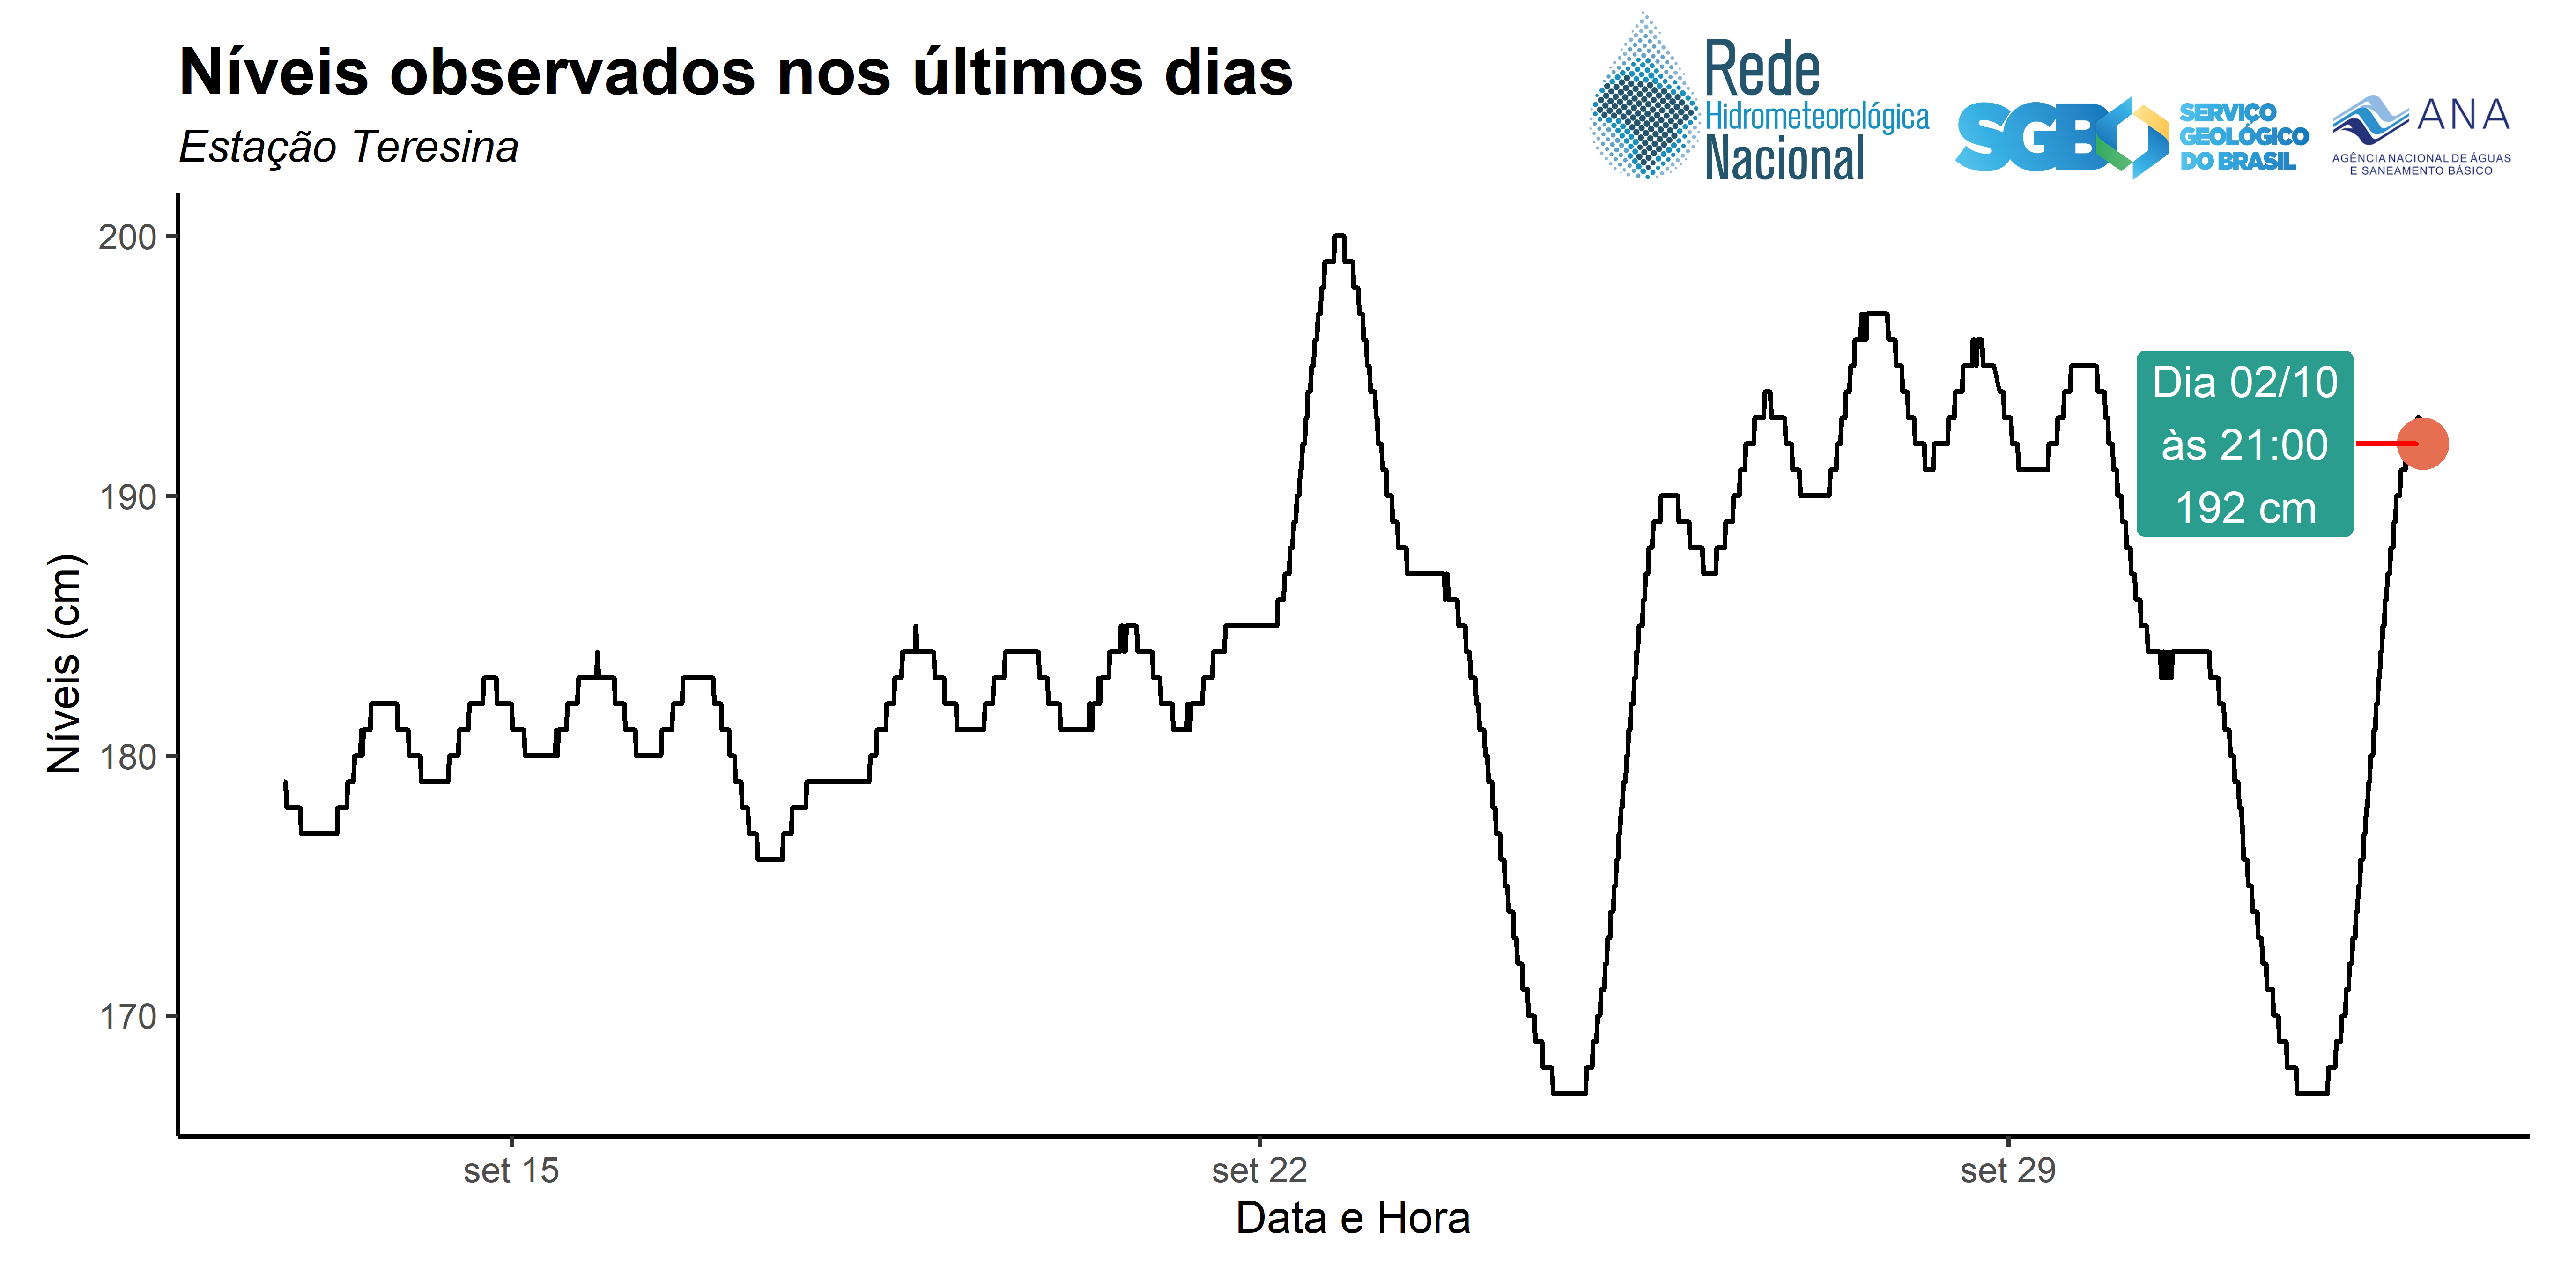 Níveis observados nos últimos dias
Estação Teresina
Rede
Hidrometeorológica
Nacional
SGB
SERVIÇO
GEOLÓGICO
DO BRASIL
ANA
AGÊNCIA NACIONAL DE ÁGUAS
E SANEAMENTO BÁSICO
200
190
180
170
Níveis (cm)
Dia 02/10
às 21:00
192 cm
set 15
set 22
set 29
Data e Hora